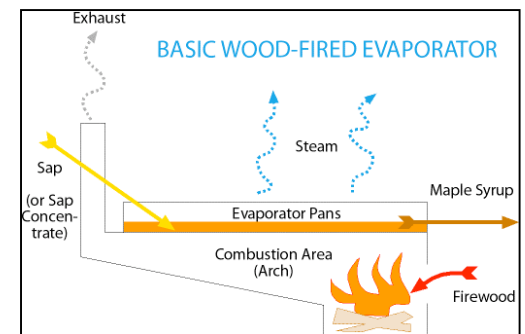 Exhaust
BASIC WOOD-FIRED EVAPORATOR
Steam
Sap
(or Sap
Concen-
trate)
Maple Syrup
Evaporator Pans
Combustion Area
(Arch)
Firewood